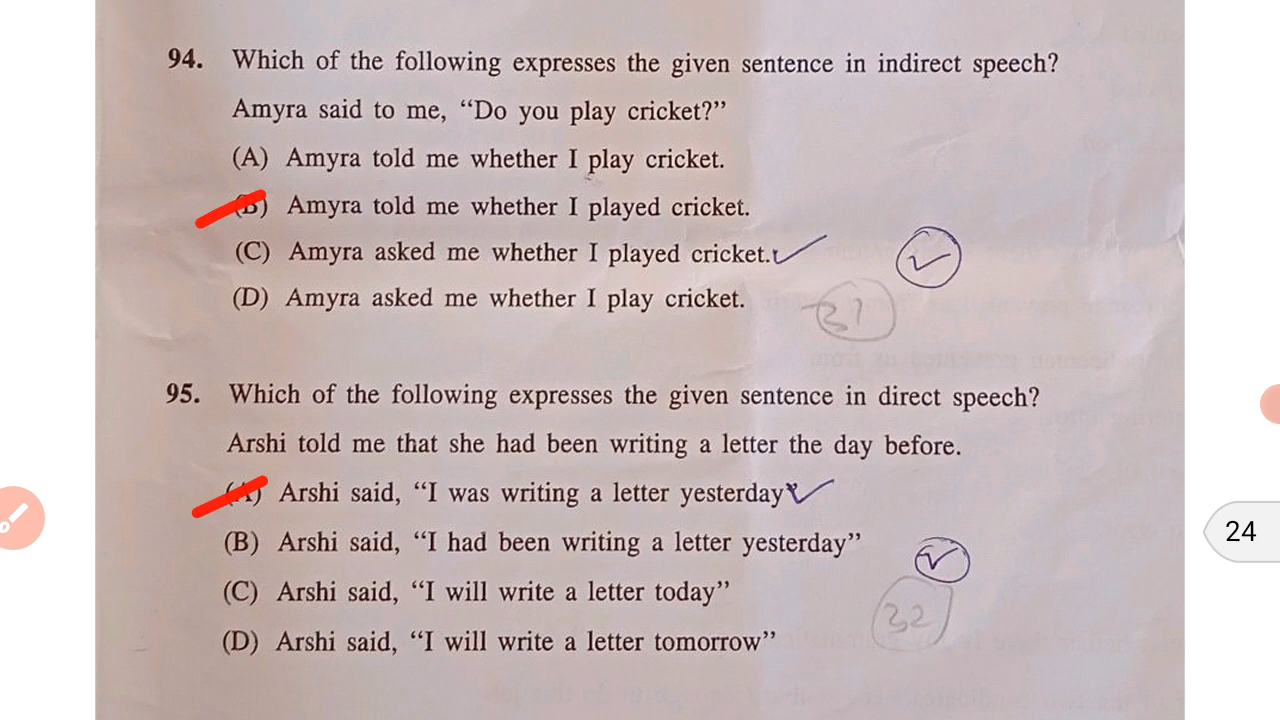 94. Which of the following expresses the given sentence in indirect speech?
Amyra said to me, “Do you play cricket?”
(A) Amyra told me whether I play cricket.
(B) Amyra told me whether I played cricket.
(C) Amyra asked me whether I played cricket.
(D) Amyra asked me whether I play cricket.
31
95. Which of the following expresses the given sentence in direct speech?
Arshi told me that she had been writing a letter the day before.
(A) Arshi said, “I was writing a letter yesterday”
(B) Arshi said, “I had been writing a letter yesterday”
24
(C) Arshi said, “I will write a letter today”
32
(D) Arshi said, “I will write a letter tomorrow”